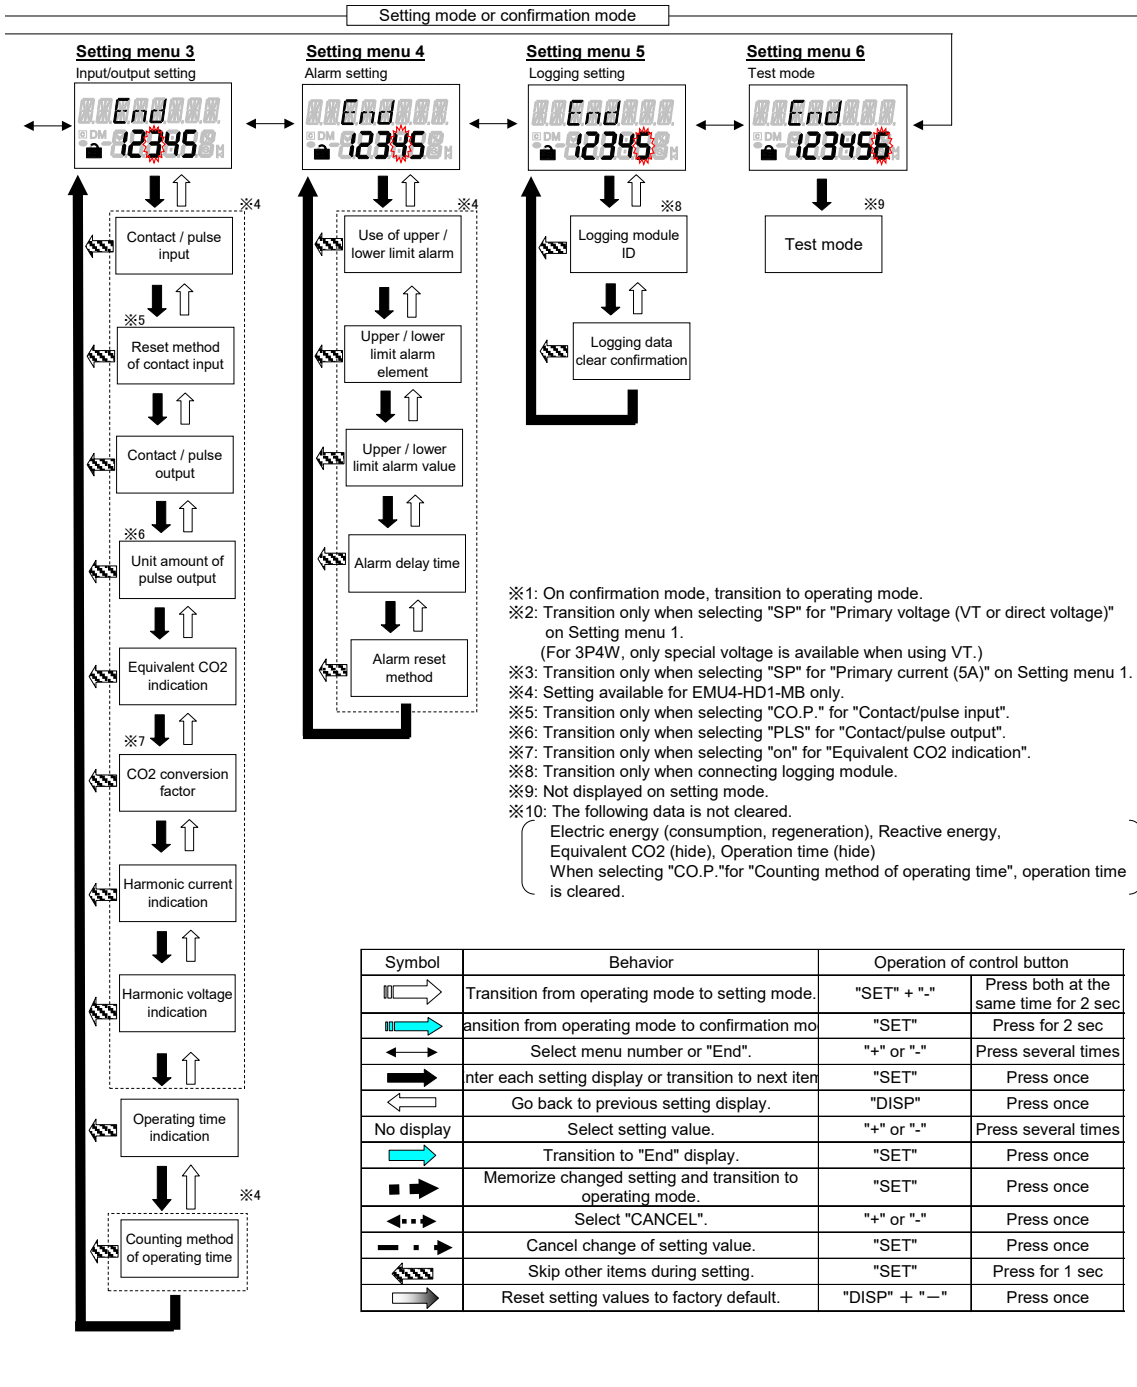 Setting mode or confirmation mode
Setting menu 3
Input/output setting
End
12345
※4
Contact / pulse
input
※5
Reset method
of contact input
Contact / pulse
output
※6
Unit amount of
pulse output
Equivalent CO2
indication
※7
CO2 conversion
factor
Harmonic current
indication
Harmonic voltage
indication
Operating time
indication
※4
Counting method
of operating time
Setting menu 4
Alarm setting
End
12345
※4
Use of upper /
lower limit alarm
Upper / lower
limit alarm
element
Upper / lower
limit alarm value
Alarm delay time
Alarm reset
method
Setting menu 5
Logging setting
End
12345
※8
Logging module
ID
Logging data
clear confirmation
Setting menu 6
Test mode
End
123456
※9
Test mode
※1: On confirmation mode, transition to operating mode.
※2: Transition only when selecting "SP" for "Primary voltage (VT or direct voltage)"
on Setting menu 1.
(For 3P4W, only special voltage is available when using VT.)
※3: Transition only when selecting "SP" for "Primary current (5A)" on Setting menu 1.
※4: Setting available for EMU4-HD1-MB only.
※5: Transition only when selecting "CO.P." for "Contact/pulse input".
※6: Transition only when selecting "PLS" for "Contact/pulse output".
※7: Transition only when selecting "on" for "Equivalent CO2 indication".
※8: Transition only when connecting logging module.
※9: Not displayed on setting mode.
※10: The following data is not cleared.
Electric energy (consumption, regeneration), Reactive energy,
Equivalent CO2 (hide), Operation time (hide)
When selecting "CO.P."for "Counting method of operating time", operation time
is cleared.
Symbol Behavior Operation of control button
Transition from operating mode to setting mode. "SET" + "-" Press both at the
same time for 2 sec
ansition from operating mode to confirmation mo "SET" Press for 2 sec
Select menu number or "End". "+" or "-" Press several times
nter each setting display or transition to next item "SET" Press once
Go back to previous setting display. "DISP" Press once
No display Select setting value. "+" or "-" Press several times
Transition to "End" display. "SET" Press once
Memorize changed setting and transition to
operating mode. "SET" Press once
Select "CANCEL". "+" or "-" Press once
Cancel change of setting value. "SET" Press once
Skip other items during setting. "SET" Press for 1 sec
Reset setting values to factory default. "DISP" ＋ "－" Press once